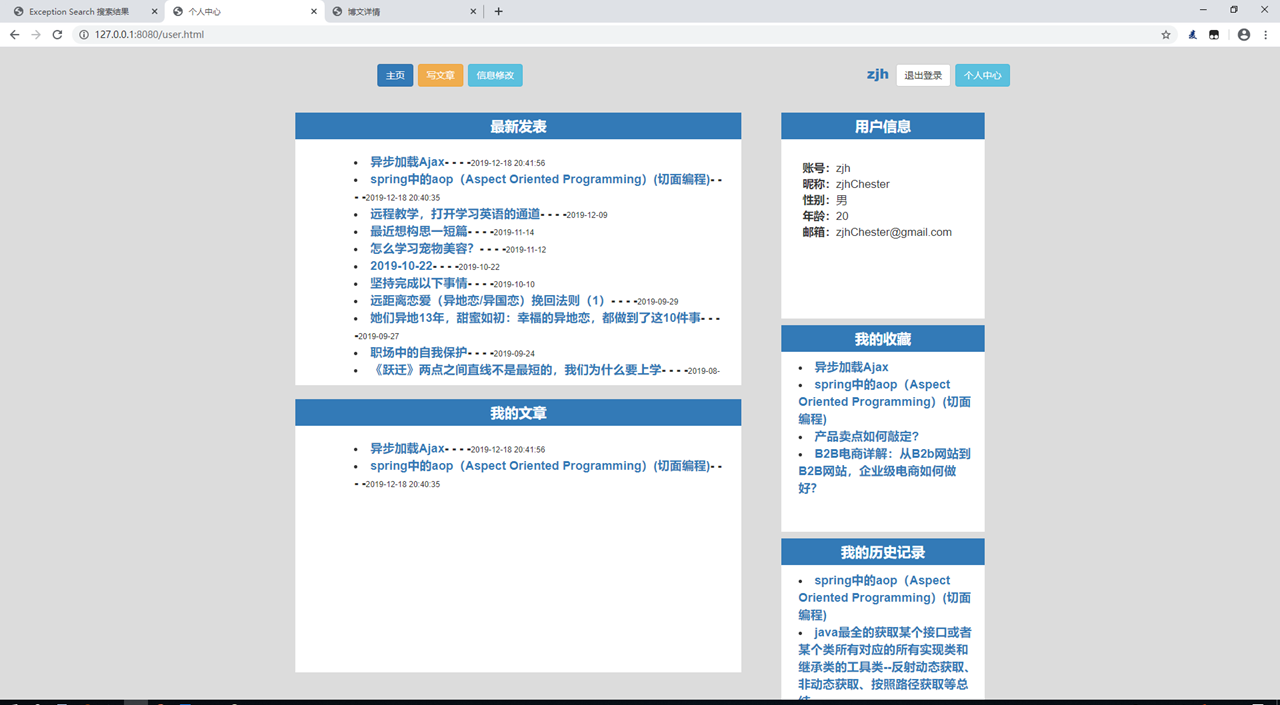 Exception Search 搜索结果
个人中心
博文详情
127.0.0.1:8080/user.html
主页 写文章 信息修改
zjh 退出登录 个人中心
最新发表
异步加载Ajax- - - -2019-12-18 20:41:56
spring中的aop（Aspect Oriented Programming）(切面编程)- -
- -2019-12-18 20:40:35
远程教学，打开学习英语的通道- - - -2019-12-09
最近想构思一短篇- - - -2019-11-14
怎么学习宠物美容？- - - -2019-11-12
2019-10-22- - - -2019-10-22
坚持完成以下事情- - - -2019-10-10
远距离恋爱（异地恋/异国恋）挽回法则（1）- - - -2019-09-29
她们异地13年，甜蜜如初：幸福的异地恋，都做到了这10件事- - -
-2019-09-27
职场中的自我保护- - - -2019-09-24
《跃迁》两点之间直线不是最短的，我们为什么要上学- - - -2019-08-
我的文章
异步加载Ajax- - - -2019-12-18 20:41:56
spring中的aop（Aspect Oriented Programming）(切面编程)- -
- -2019-12-18 20:40:35
用户信息
账号：zjh
昵称：zjhChester
性别：男
年龄：20
邮箱：zjhChester@gmail.com
我的收藏
异步加载Ajax
spring中的aop（Aspect
Oriented Programming）(切面
编程)
产品卖点如何敲定？
B2B电商详解：从B2b网站到
B2B网站，企业级电商如何做
好？
我的历史记录
spring中的aop（Aspect
Oriented Programming）(切面
编程)
java最全的获取某个接口或者
某个类所有对应的所有实现类和
继承类的工具类--反射动态获取、
非动态获取、按照路径获取等总